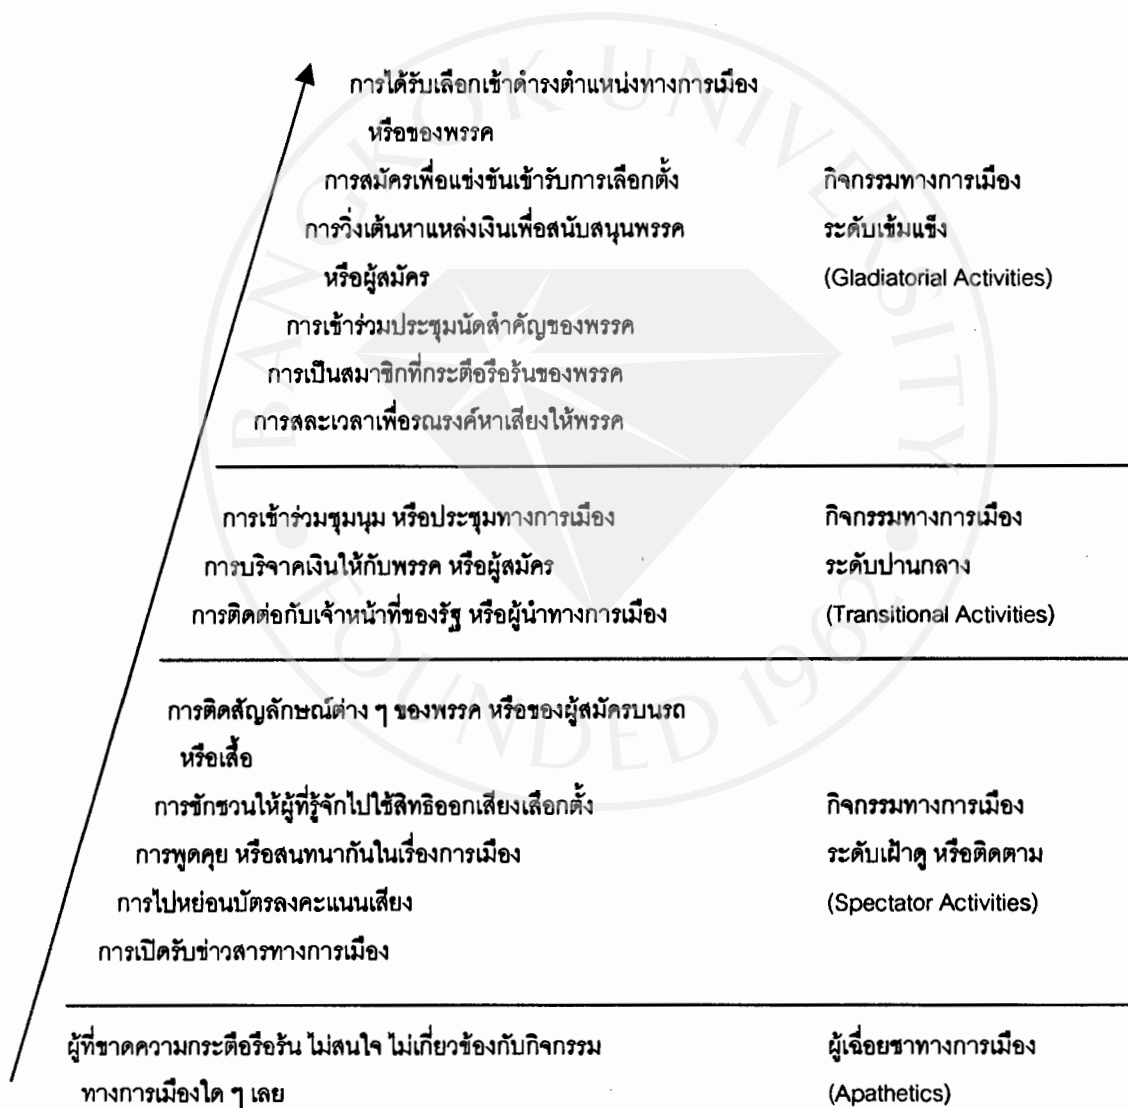 การได้รับเลือกเข้าดำรงตำแหน่งทางการเมือง
หรือของพรรค
การสมัครเพื่อแข่งขันเข้ารับการเลือกตั้ง กิจกรรมทางการเมือง
การวิ่งเต้นหาแหล่งเงินเพื่อสนับสนุนพรรค ระดับเข้มแข็ง
หรือผู้สมัคร (Gladiatorial Activities)
การเข้าร่วมประชุมนัดสำคัญของพรรค
การเป็นสมาชิกที่กระตือรือร้นของพรรค
การสละเวลาเพื่อรณรงค์หาเสียงให้พรรค
การเข้าร่วมชุมนุม หรือประชุมทางการเมือง กิจกรรมทางการเมือง
การบริจาคเงินให้กับพรรค หรือผู้สมัคร ระดับปานกลาง
การติดต่อกับเจ้าหน้าที่ของรัฐ หรือผู้นำทางการเมือง (Transitional Activities)
การติดสัญลักษณ์ต่าง ๆ ของพรรค หรือของผู้สมัครบนรถ
หรือเสื้อ
การชักชวนให้ผู้ที่รู้จักไปใช้สิทธิออกเสียงเลือกตั้ง กิจกรรมทางการเมือง
การพูดคุย หรือสนทนากันในเรื่องการเมือง ระดับเฝ้าดู หรือติดตาม
การไปหย่อนบัตรลงคะแนนเสียง (Spectator Activities)
การเปิดรับข่าวสารทางการเมือง
ผู้ที่ขาดความกระตือรือร้น ไม่สนใจ ไม่เกี่ยวข้องกับกิจกรรม ผู้เฉื่อยชาทางการเมือง
ทางการเมืองใด ๆ เลย (Apathetics)
BANGKOK UNIVERSITY
FOUNDED 1962